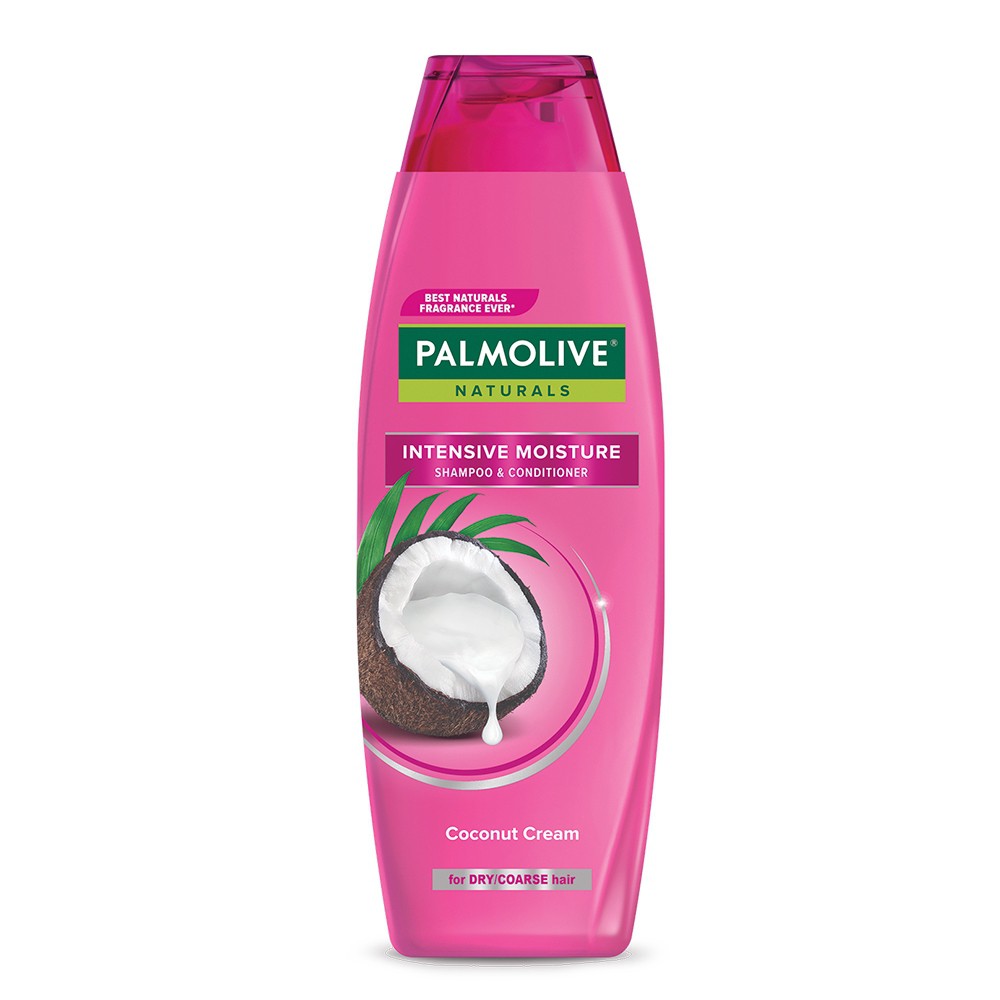 BEST NATURALS
FRAGRANCE EVER*
PALMOLIVE®
NATURALS
INTENSIVE MOISTURE
SHAMPOO & CONDITIONER
Coconut Cream
for DRY/COARSE hair